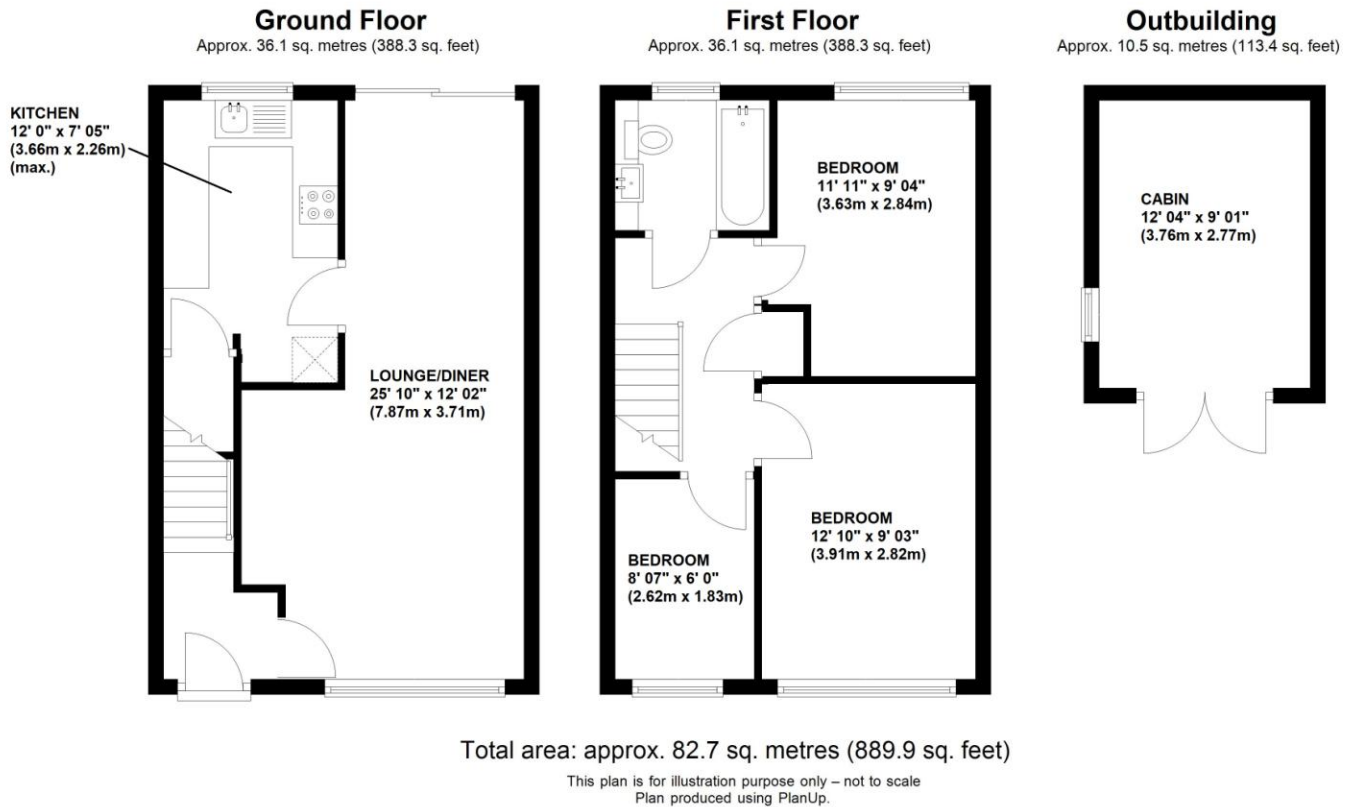 Ground Floor
Approx. 36.1 sq. metres (388.3 sq. feet)
KITCHEN
12' 0" x 7' 05"
(3.66m x 2.26m)
(max.)
LOUNGE/DINER
25' 10" x 12' 02"
(7.87m x 3.71m)
First Floor
Approx. 36.1 sq. metres (388.3 sq. feet)
BEDROOM
11' 11" x 9' 04"
(3.63m x 2.84m)
BEDROOM
12' 10" x 9' 03"
(3.91m x 2.82m)
BEDROOM
8' 07" x 6' 0"
(2.62m x 1.83m)
Outbuilding
Approx. 10.5 sq. metres (113.4 sq. feet)
CABIN
12' 04" x 9' 01"
(3.76m x 2.77m)
Total area: approx. 82.7 sq. metres (889.9 sq. feet)
This plan is for illustration purpose only – not to scale
Plan produced using PlanUp.